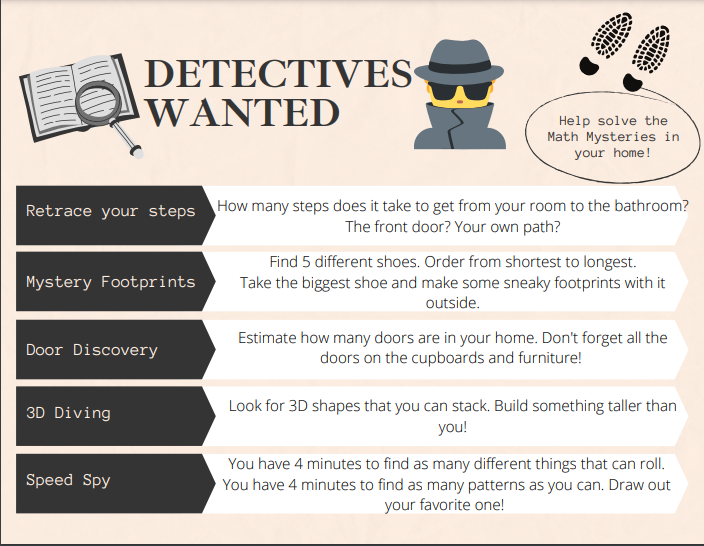 DETECTIVES
WANTED
Help solve the
Math Mysteries in
your home!
Retrace your steps
How many steps does it take to get from your room to the bathroom?
The front door? Your own path?
Mystery Footprints
Find 5 different shoes. Order from shortest to longest.
Take the biggest shoe and make some sneaky footprints with it
outside.
Door Discovery
Estimate how many doors are in your home. Don't forget all the
doors on the cupboards and furniture!
3D Diving
Look for 3D shapes that you can stack. Build something taller than
you!
Speed Spy
You have 4 minutes to find as many different things that can roll.
You have 4 minutes to find as many patterns as you can. Draw out
your favorite one!